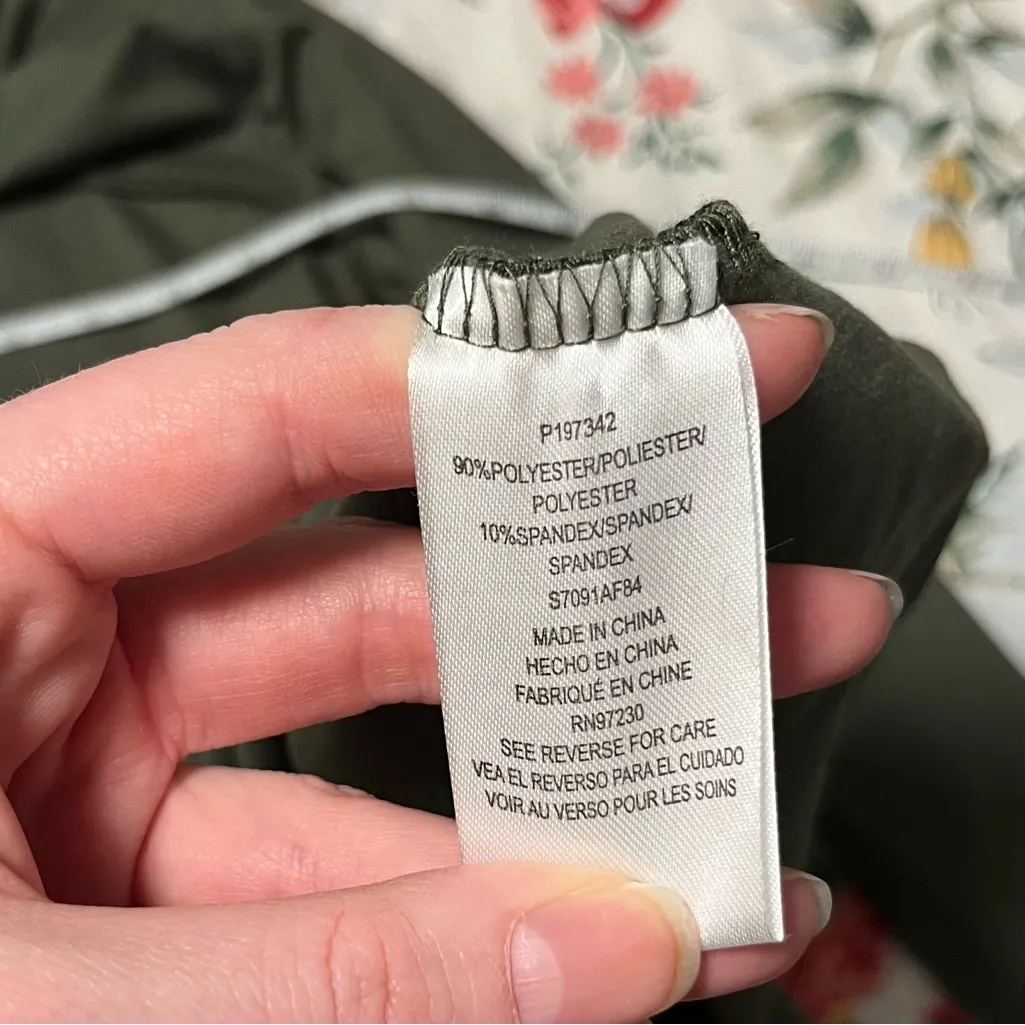 P197342
90%POLYESTER/POLIESTER/
POLYESTER
10%SPANDEX/SPANDEX/
SPANDEX
S7091AF84
MADE IN CHINA
HECHO EN CHINA
FABRIQUÉ EN CHINE
RN97230
SEE REVERSE FOR CARE
VEA EL REVERSO PARA EL CUIDADO
VOIR AU VERSO POUR LES SOINS